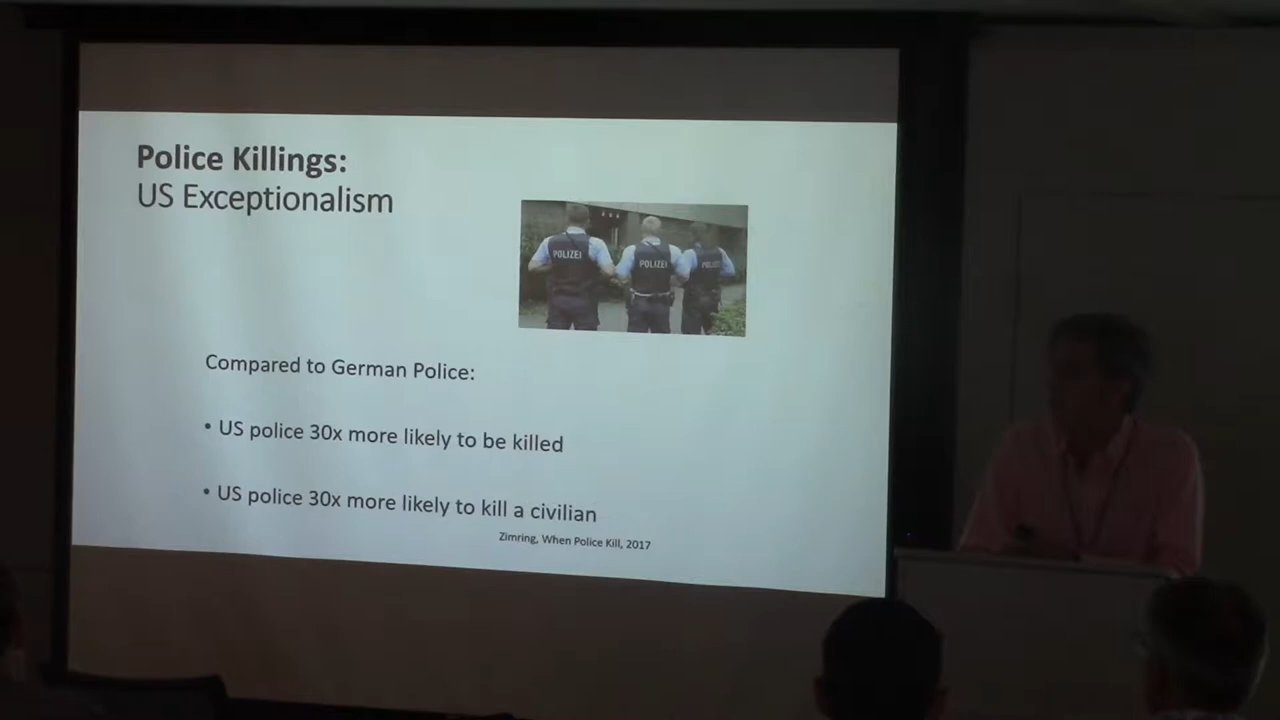 Police Killings:
US Exceptionalism
POLIZEI
POLIZEI
POLIZEI
Compared to German Police:
• US police 30x more likely to be killed
• US police 30x more likely to kill a civilian
Zimring, When Police Kill, 2017